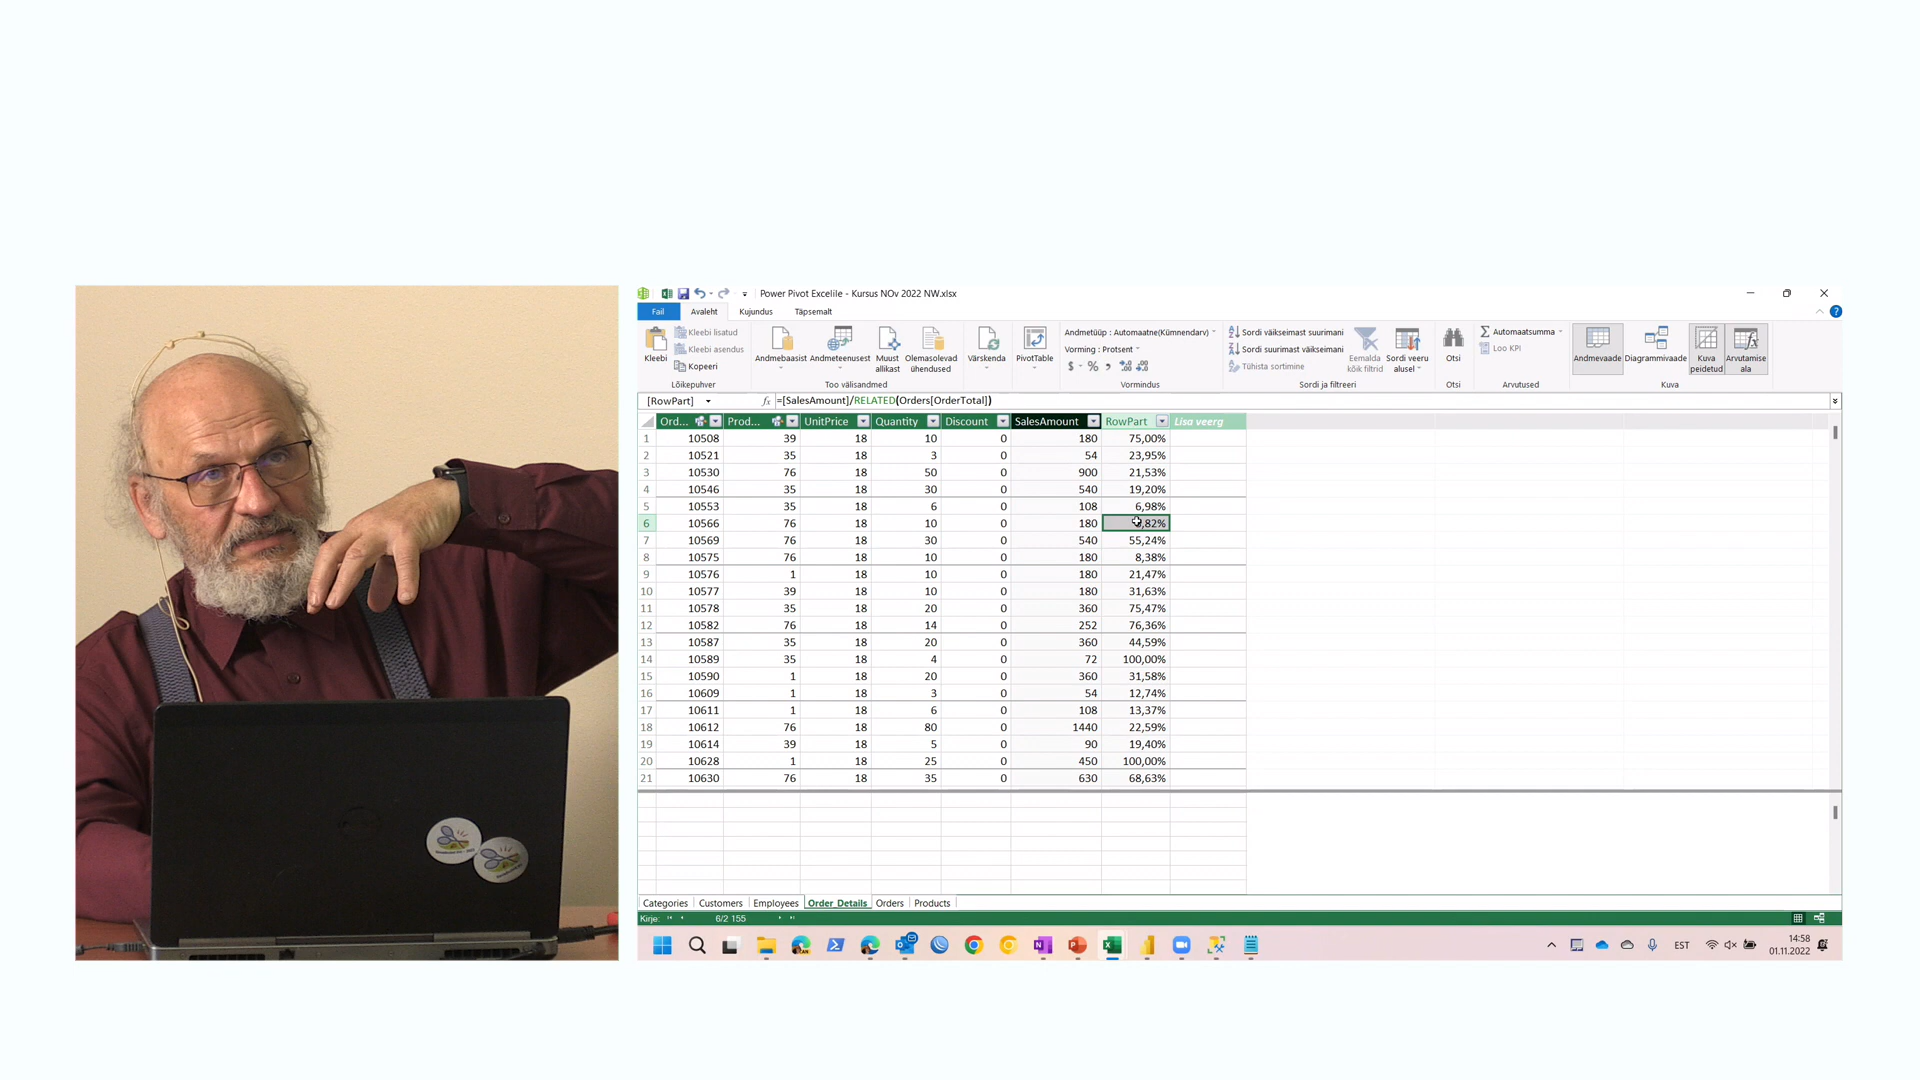 Power Pivot Excelile - Kursus NOv 2022 NW.xlsx
Fail Avaleht Kujundus Täpsemalt
Kleebi
Kleebi lisatud
Kleebi asendus
Kopeeri
Lõikepuhver
Andmebaasist
Andmeteenusest
Muust allikast
Olemasolevad ühendused
Too välisandmed
Värskenda
PivotTable
Andmetüüp : Automaatne(Kümnendarv)
Vorming : Protsent
$ %
Vormindus
Sordi väikseimast suurimani
Sordi suurimast väikseimani
Tühista sortimine
Eemalda kõik filtrid
Sordi veeru alusel
Sordi ja filtreeri
Otsi
Otsi
Automaatsumma
Loo KPI
Arvutused
Andmevaade
Diagrammivaade
Kuva peidetud
Arvutamise ala
Kuva
[RowPart] fx =[SalesAmount]/RELATED(Orders[OrderTotal])
Ord... Prod... UnitPrice Quantity Discount SalesAmount RowPart Lisa veerg
1 10508 39 18 10 0 180 75,00%
2 10521 35 18 3 0 54 23,95%
3 10530 76 18 50 0 900 21,53%
4 10546 35 18 30 0 540 19,20%
5 10553 35 18 6 0 108 6,98%
6 10566 76 18 10 0 180 ,82%
7 10569 76 18 30 0 540 55,24%
8 10575 76 18 10 0 180 8,38%
9 10576 1 18 10 0 180 21,47%
10 10577 39 18 10 0 180 31,63%
11 10578 35 18 20 0 360 75,47%
12 10582 76 18 14 0 252 76,36%
13 10587 35 18 20 0 360 44,59%
14 10589 35 18 4 0 72 100,00%
15 10590 1 18 20 0 360 31,58%
16 10609 1 18 3 0 54 12,74%
17 10611 1 18 6 0 108 13,37%
18 10612 76 18 80 0 1440 22,59%
19 10614 39 18 5 0 90 19,40%
20 10628 1 18 25 0 450 100,00%
21 10630 76 18 35 0 630 68,63%
Categories Customers Employees Order_Details Orders Products
Kirje: 6/2 155
EST
14:58
01.11.2022